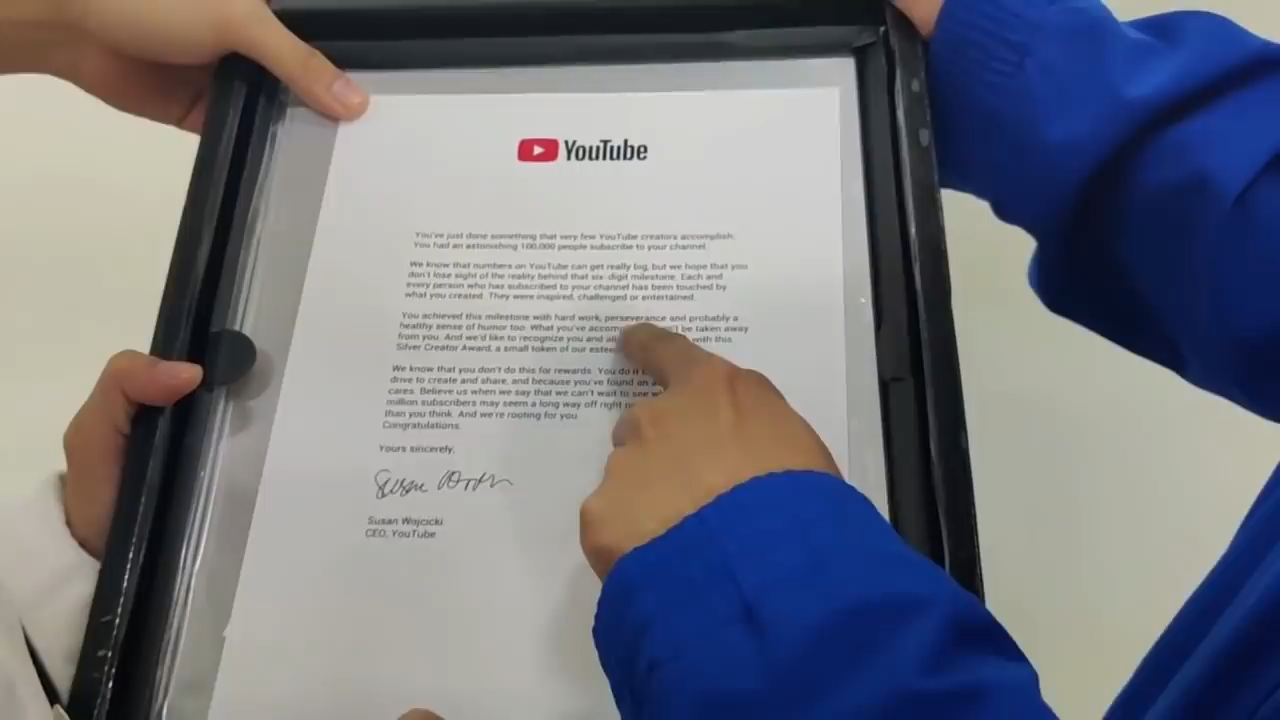 YouTube
You've just done something that very few YouTube creators accomplish.
You had an astonishing 100,000 people subscribe to your channel.
We know that numbers on YouTube can get really big, but we hope that you
don't lose sight of the reality behind that six-digit milestone. Each and
every person who has subscribed to your channel has been touched by
what you created. They were inspired, challenged or entertained.
You achieved this milestone with hard work, perseverance and probably a
healthy sense of humor too. What you've be taken away
from you. And we'd like to recognize you and with this
Silver Creator Award, a small token of our
We know that you don't do this for rewards. You do it
drive to create and share, and because you've found an
cares. Believe us when we say that we can't wait to see
million subscribers may seem a long way off right
than you think. And we're rooting for you
Congratulations.
Yours sincerely,
Susan Wojcicki
CEO, YouTube